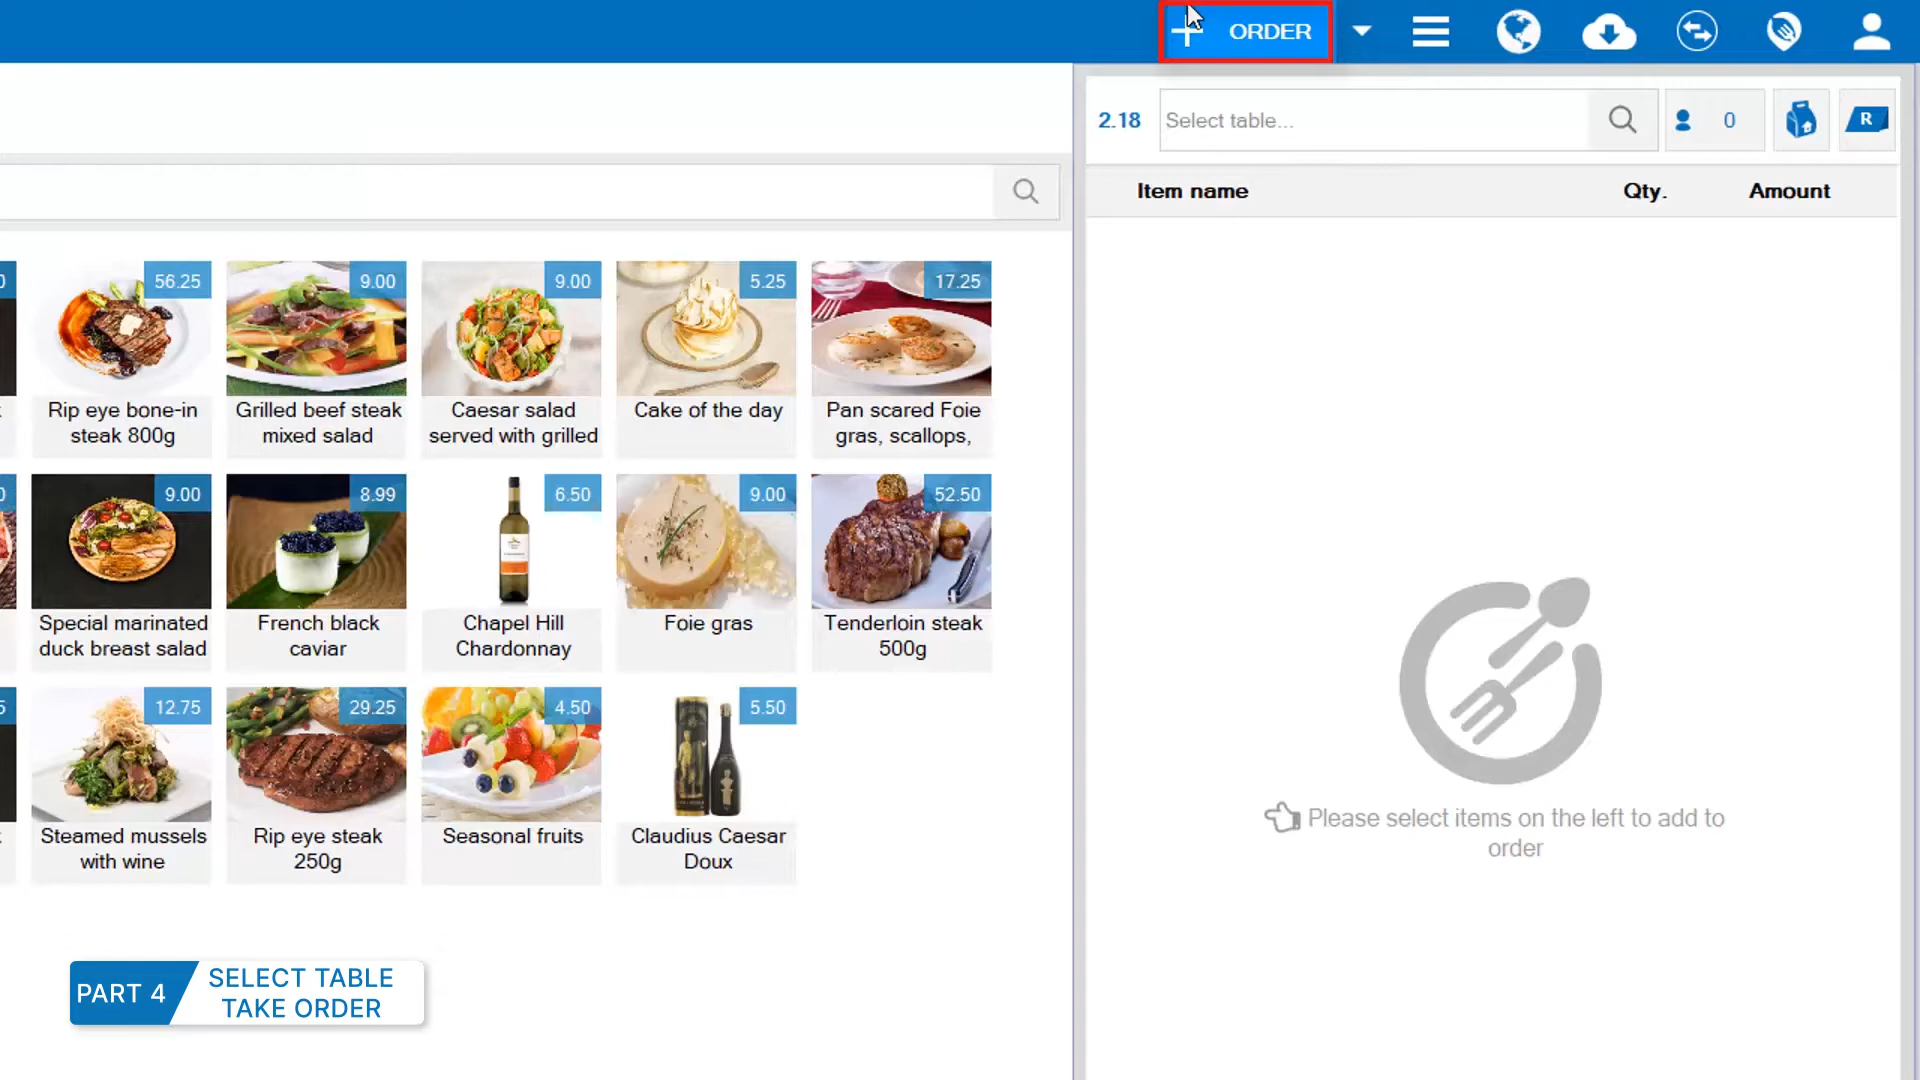 ORDER
2.18
Select table...
0
R
Item name Qty. Amount
56.25
9.00
9.00
5.25
17.25
Rip eye bone-in
steak 800g
Grilled beef steak
mixed salad
Caesar salad
served with grilled
Cake of the day
Pan scared Foie
gras, scallops,
9.00
8.99
6.50
9.00
52.50
Special marinated
duck breast salad
French black
caviar
Chapel Hill
Chardonnay
Foie gras
Tenderloin steak
500g
12.75
29.25
4.50
5.50
Steamed mussels
with wine
Rip eye steak
250g
Seasonal fruits
Claudius Caesar
Doux
Please select items on the left to add to
order
PART 4
SELECT TABLE
TAKE ORDER